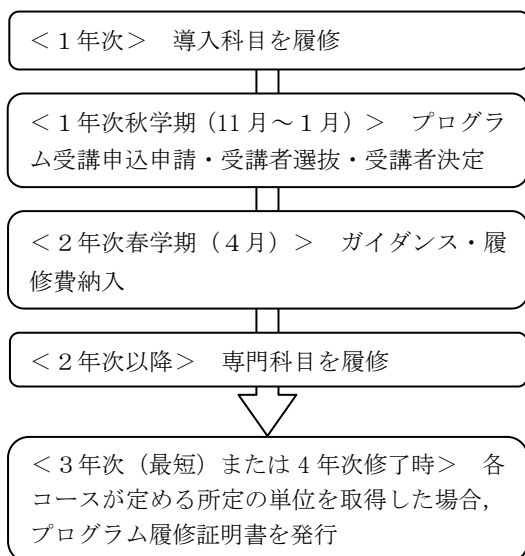 ＜１年次＞　導入科目を履修
＜１年次秋学期（11 月～１月）＞　プログラ
ム受講申込申請・受講者選抜・受講者決定
＜２年次春学期（４月）＞　ガイダンス・履
修費納入
＜２年次以降＞　専門科目を履修
＜３年次（最短）または 4 年次修了時＞　各
コースが定める所定の単位を取得した場合，
プログラム履修証明書を発行